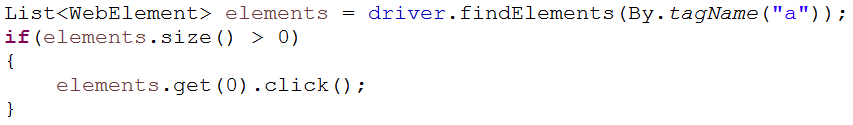 List<WebElement> elements = driver.findElements(By.tagName("a"));
if(elements.size() > 0)
{
    elements.get(0).click();
}